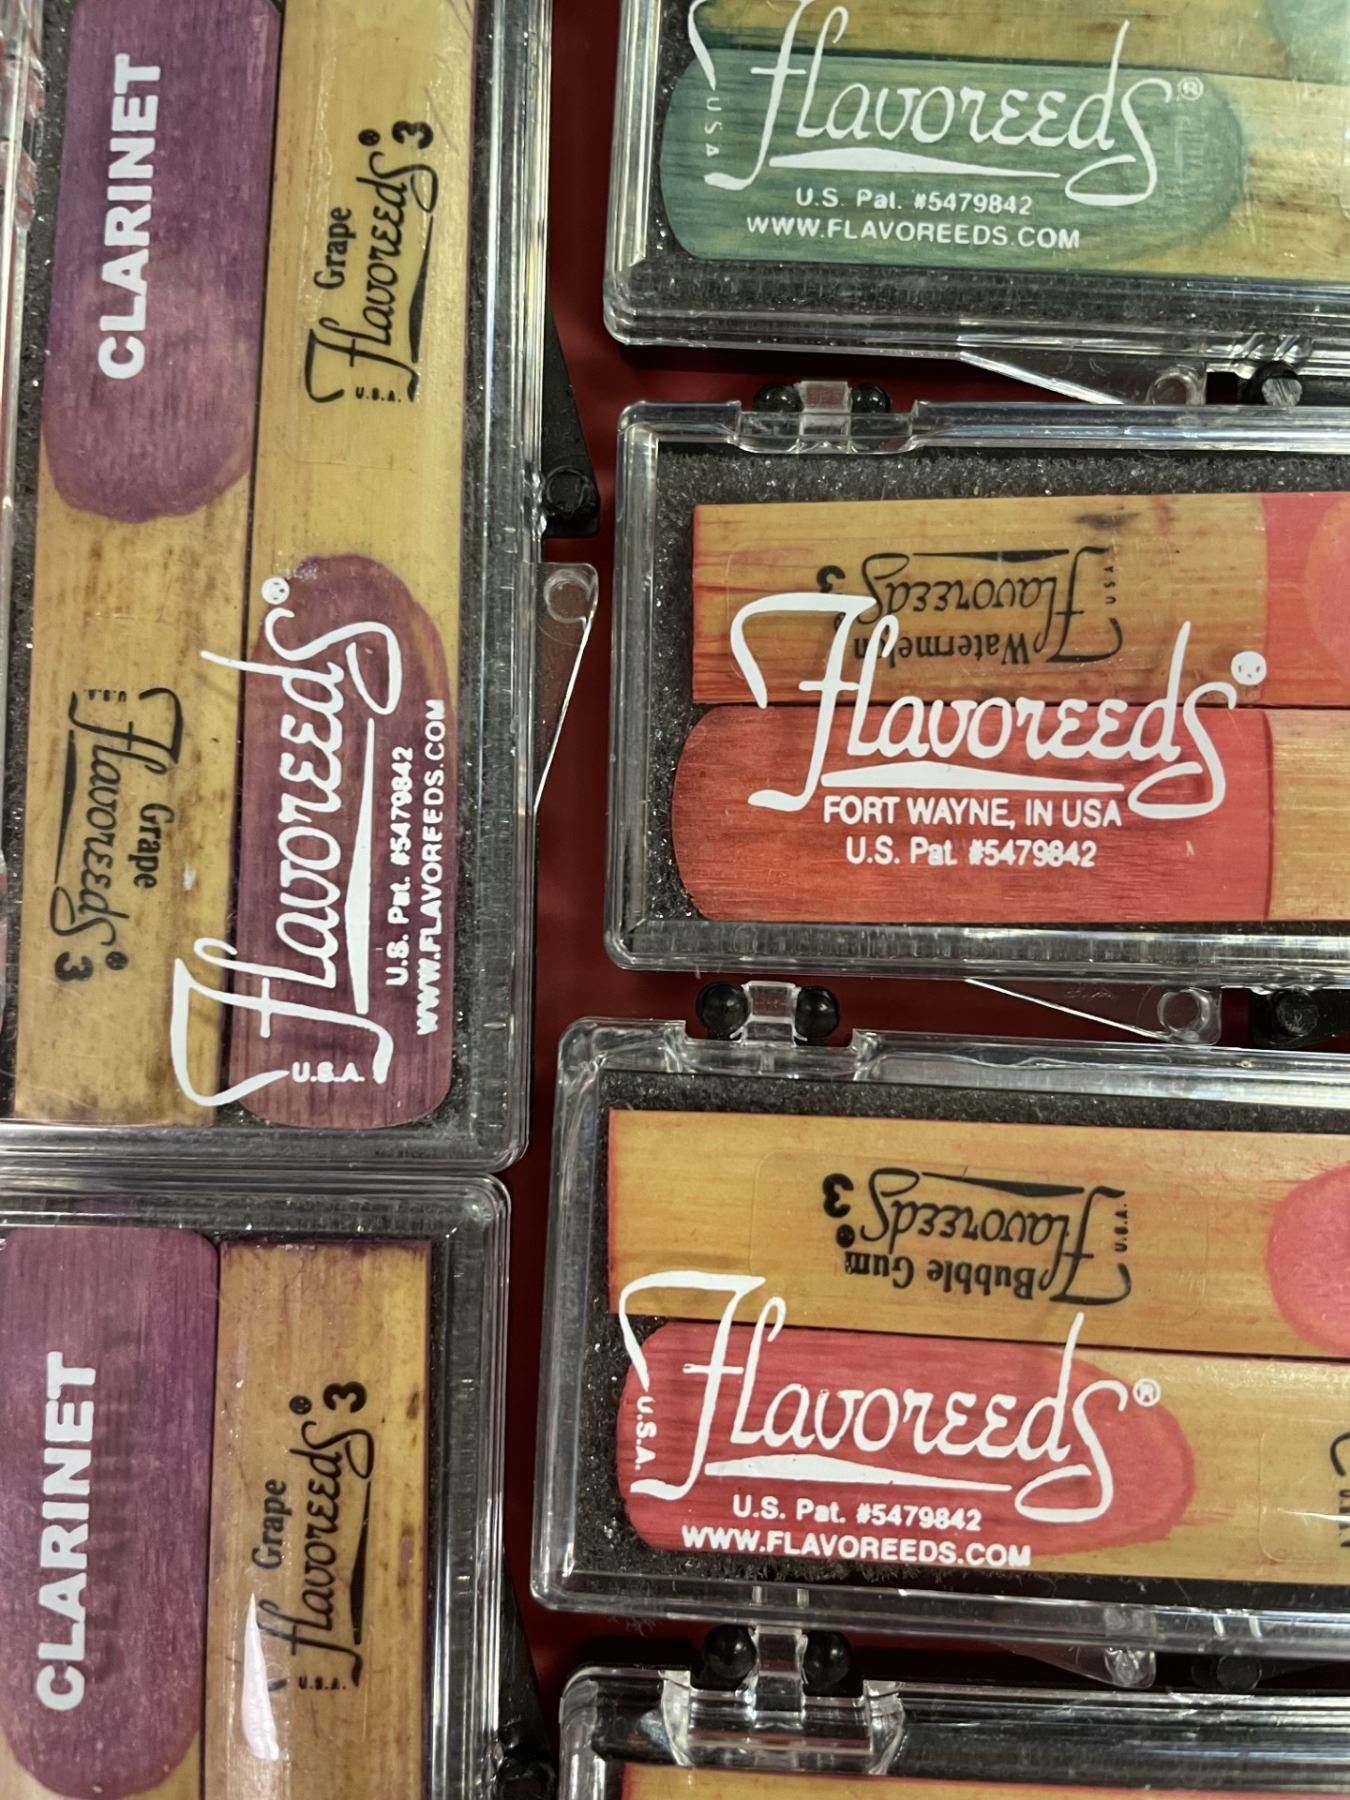 CLARINET
Grape
Flavoreeds® 3
U.S.A.
U.S.A.
Flavoreeds® 3
Grape
Flavoreeds®
U.S.A.
U.S. Pat. #5479842
WWW.FLAVOREEDS.COM
CLARINET
Grape
Flavoreeds® 3
U.S.A.
Flavoreeds®
USA
U.S. Pat. #5479842
WWW.FLAVOREEDS.COM
Watermelon
Flavoreeds® 3
U.S.A.
Flavoreeds®
FORT WAYNE, IN USA
U.S. Pat. #5479842
Bubble Gum
Flavoreeds® 3
U.S.A.
Flavoreeds®
U.S.A.
U.S. Pat. #5479842
WWW.FLAVOREEDS.COM